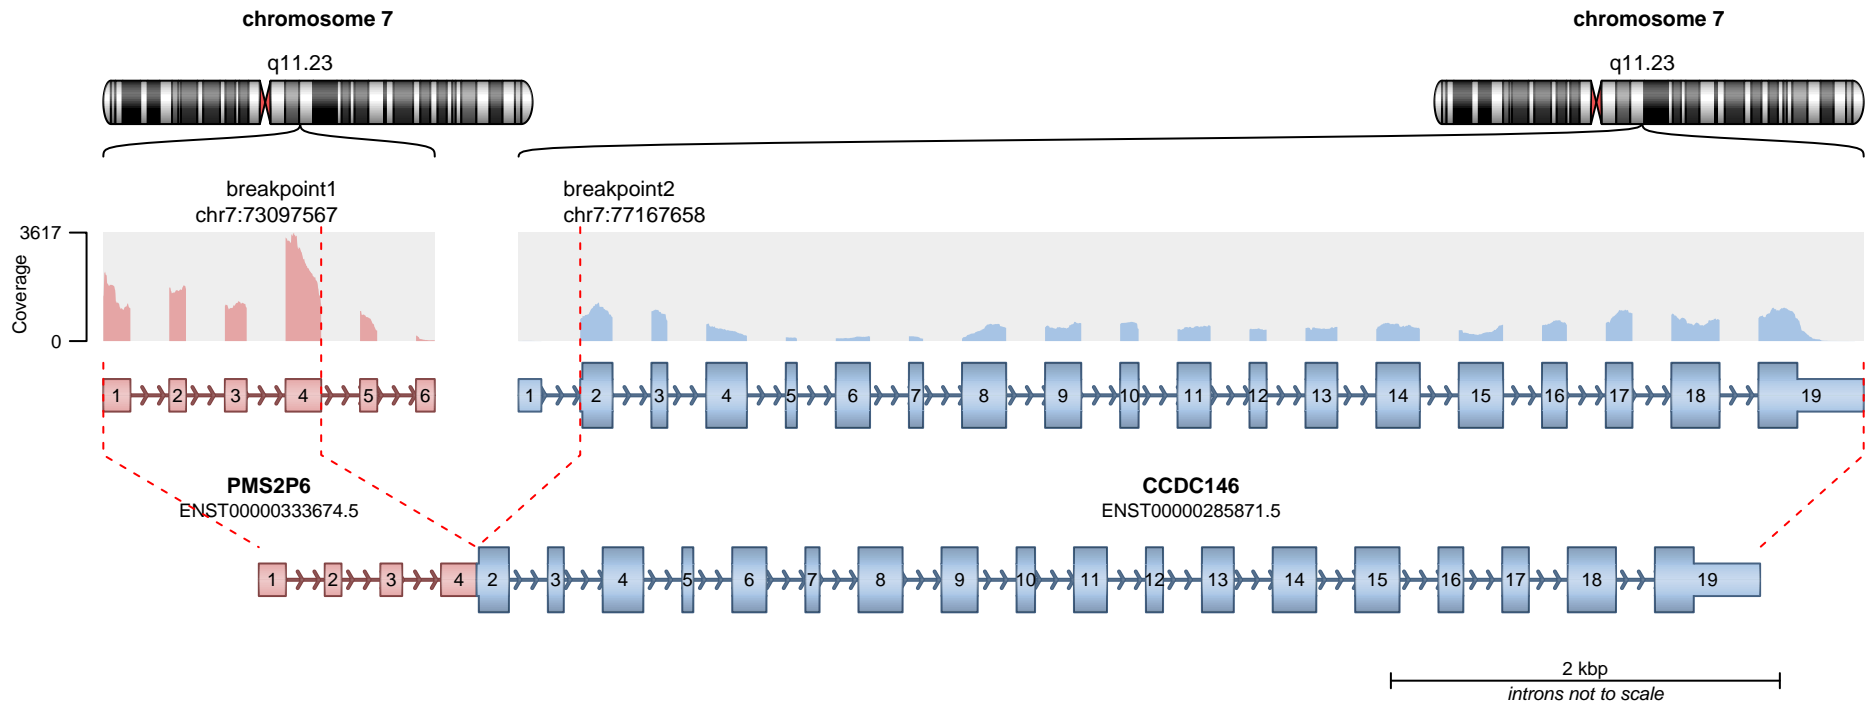 chromosome 7
chromosome 7
q11.23
q11.23
breakpoint1
chr7:73097567
breakpoint2
chr7:77167658
3617
Coverage
0
1 2 3 4 5 6
1 2 3 4 5 6 7 8 9 10 11 12 13 14 15 16 17 18 19
PMS2P6
ENST00000333674.5
CCDC146
ENST00000285871.5
1 2 3 4 2 3 4 5 6 7 8 9 10 11 12 13 14 15 16 17 18 19
2 kbp
introns not to scale